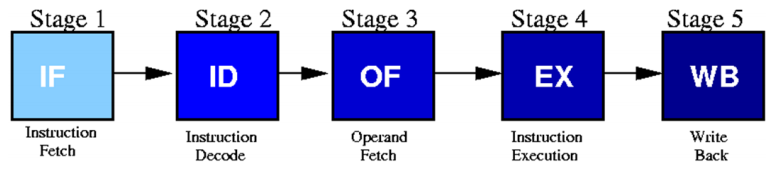 Stage 1 Stage 2 Stage 3 Stage 4 Stage 5
IF ID OF EX WB
Instruction Instruction Operand Instruction Write
Fetch Decode Fetch Execution Back